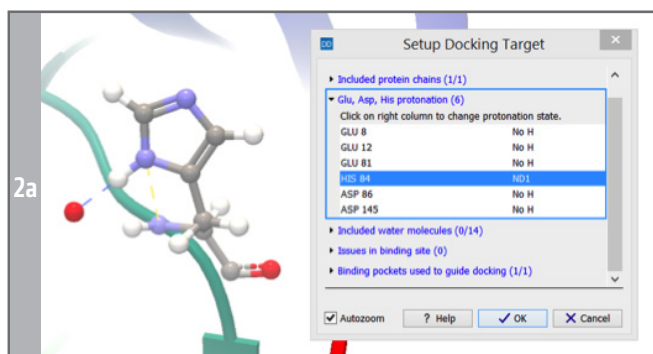 2a
DD Setup Docking Target
Included protein chains (1/1)
Glu, Asp, His protonation (6)
Click on right column to change protonation state.
GLU 8 No H
GLU 12 No H
GLU 81 No H
HIS 84 ND1
ASP 86 No H
ASP 145 No H
Included water molecules (0/14)
Issues in binding site (0)
Binding pockets used to guide docking (1/1)
Autozoom ? Help OK Cancel